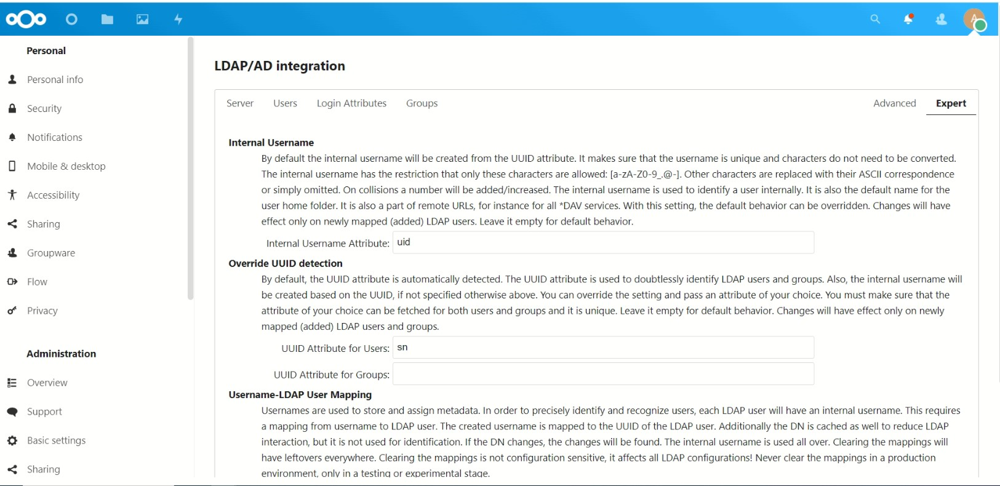 A
Personal
Personal info
Security
Notifications
Mobile & desktop
Accessibility
Sharing
Groupware
Flow
Privacy
Administration
Overview
Support
Basic settings
Sharing
LDAP/AD integration
Server Users Login Attributes Groups Advanced Expert
Internal Username
By default the internal username will be created from the UUID attribute. It makes sure that the username is unique and characters do not need to be converted.
The internal username has the restriction that only these characters are allowed: [a-zA-Z0-9_.@-]. Other characters are replaced with their ASCII correspondence
or simply omitted. On collisions a number will be added/increased. The internal username is used to identify a user internally. It is also the default name for the
user home folder. It is also a part of remote URLs, for instance for all *DAV services. With this setting, the default behavior can be overridden. Changes will have
effect only on newly mapped (added) LDAP users. Leave it empty for default behavior.
Internal Username Attribute: uid
Override UUID detection
By default, the UUID attribute is automatically detected. The UUID attribute is used to doubtlessly identify LDAP users and groups. Also, the internal username will
be created based on the UUID, if not specified otherwise above. You can override the setting and pass an attribute of your choice. You must make sure that the
attribute of your choice can be fetched for both users and groups and it is unique. Leave it empty for default behavior. Changes will have effect only on newly
mapped (added) LDAP users and groups.
UUID Attribute for Users: sn
UUID Attribute for Groups:
Username-LDAP User Mapping
Usernames are used to store and assign metadata. In order to precisely identify and recognize users, each LDAP user will have an internal username. This requires
a mapping from username to LDAP user. The created username is mapped to the UUID of the LDAP user. Additionally the DN is cached as well to reduce LDAP
interaction, but it is not used for identification. If the DN changes, the changes will be found. The internal username is used all over. Clearing the mappings will
have leftovers everywhere. Clearing the mappings is not configuration sensitive, it affects all LDAP configurations! Never clear the mappings in a production
environment, only in a testing or experimental stage.